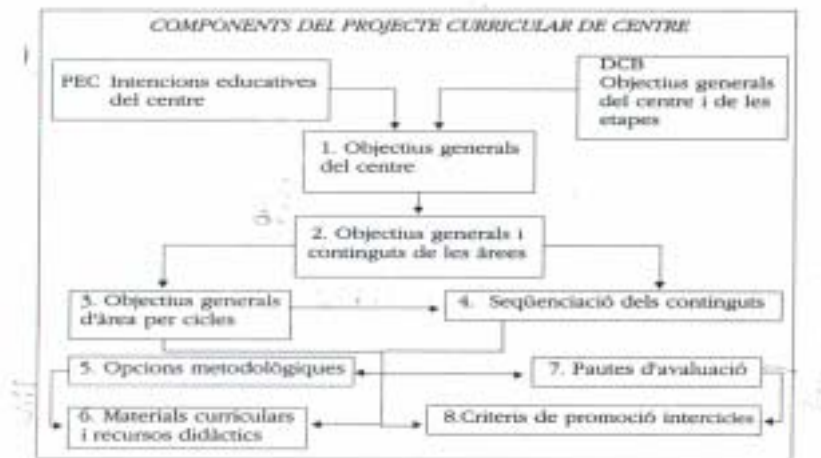 COMPONENTS DEL PROJECTE CURRICULAR DE CENTRE
PEC Intencions educatives
del centre
DCB
Objectius generals
del centre i de les
etapes
1. Objectius generals
del centre
2. Objectius generals i
continguts de les àrees
3. Objectius generals
d'àrea per cicles
4. Seqüenciació dels continguts
5. Opcions metodològiques
7. Pautes d'avaluació
6. Materials curriculars
i recursos didàctics
8.Criteris de promoció intercicles